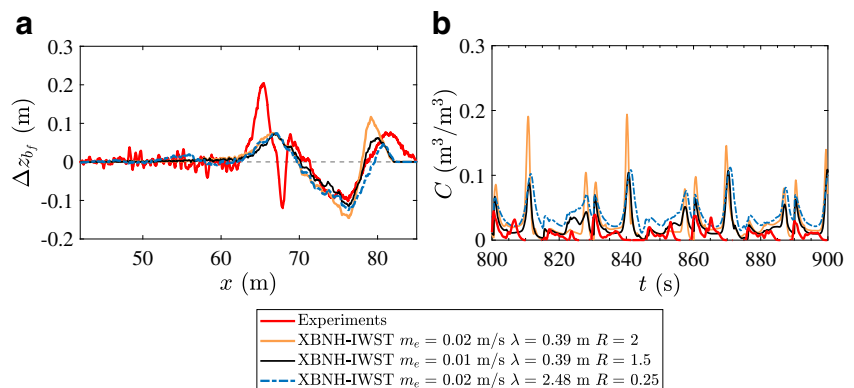 a
b
0.3
0.2
0.1
0
-0.1
-0.2
Δz_{b_f} (m)
50
60
70
80
x (m)
0.3
0.2
0.1
0
C (m³/m³)
800
820
840
860
880
900
t (s)
Experiments
XBNH-IWST m_e = 0.02 m/s λ = 0.39 m R = 2
XBNH-IWST m_e = 0.01 m/s λ = 0.39 m R = 1.5
XBNH-IWST m_e = 0.02 m/s λ = 2.48 m R = 0.25